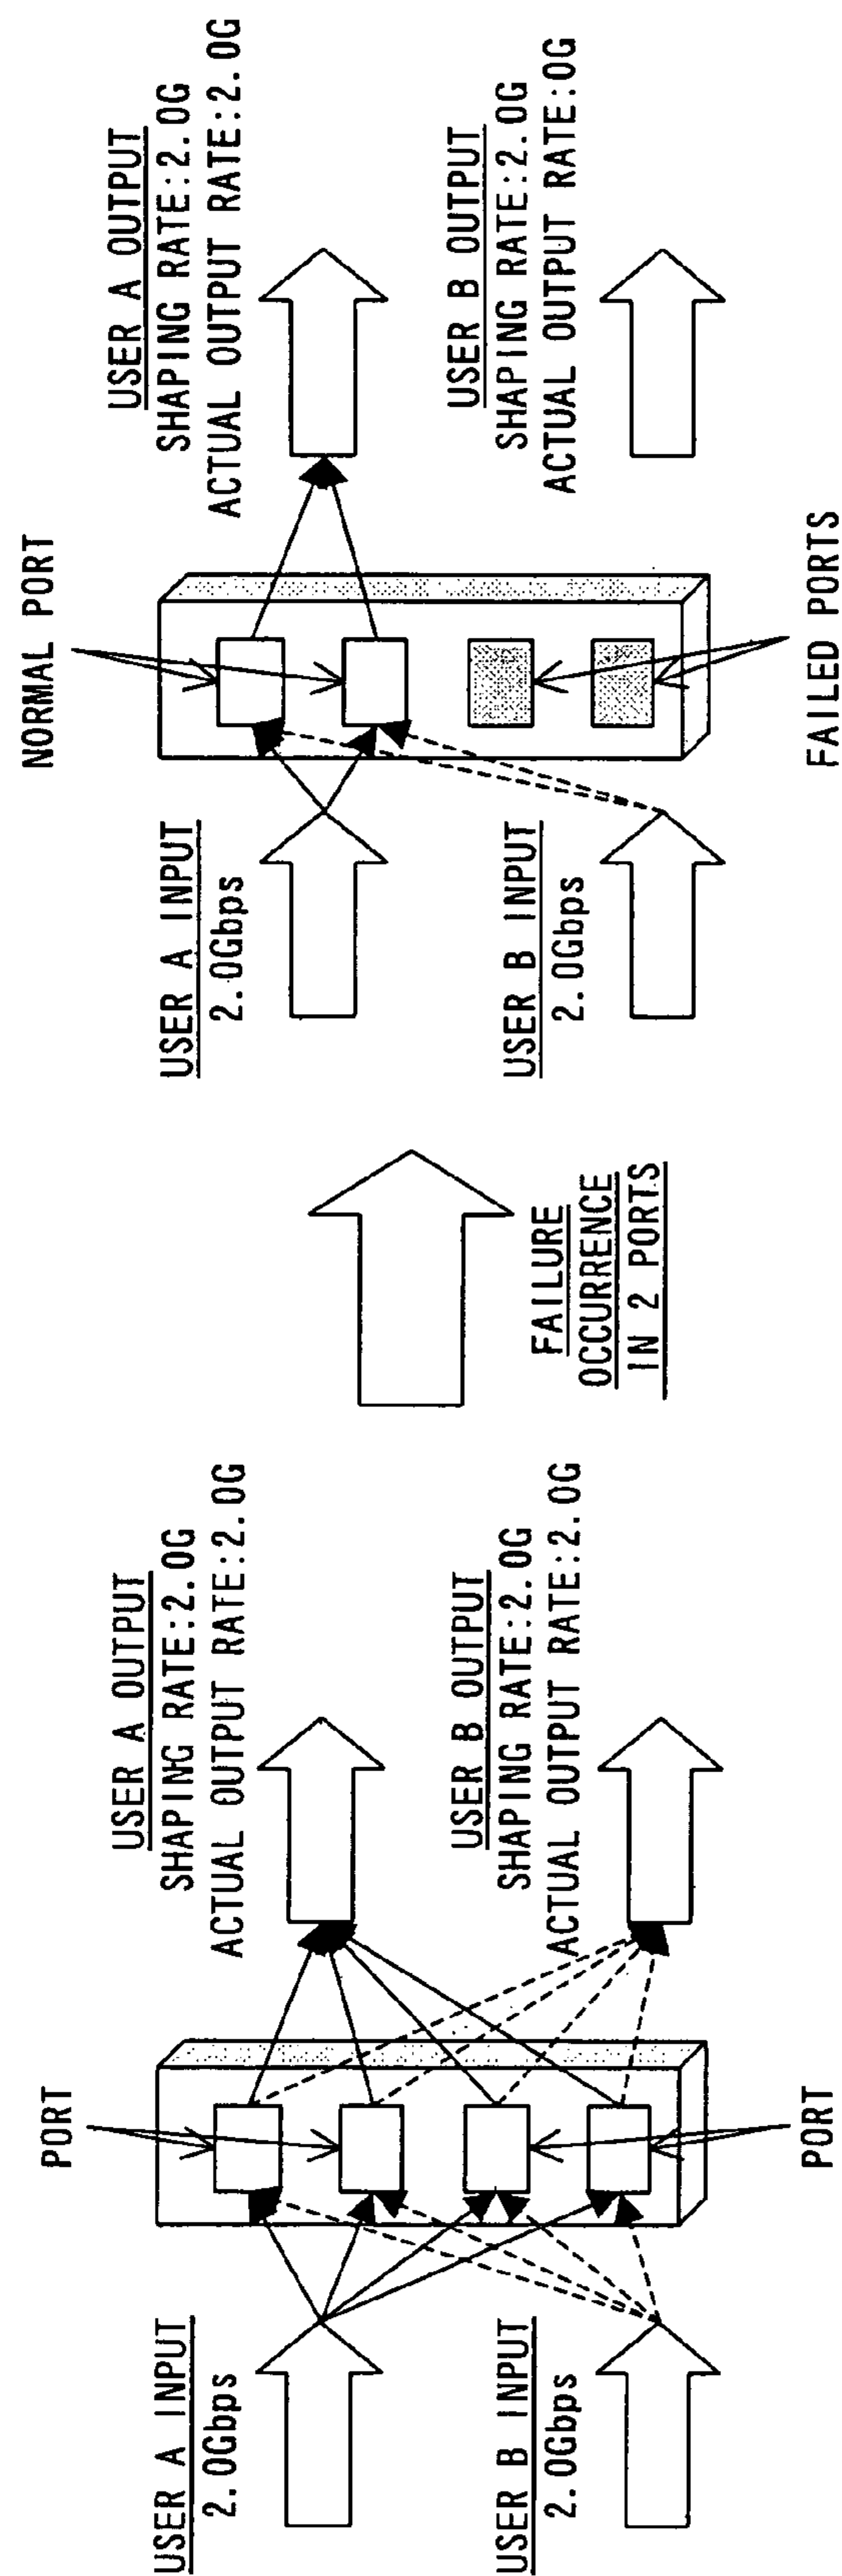 PORT
USER A INPUT
2.0Gbps
USER A OUTPUT
SHAPING RATE:2.0G
ACTUAL OUTPUT RATE:2.0G
USER B INPUT
2.0Gbps
USER B OUTPUT
SHAPING RATE:2.0G
ACTUAL OUTPUT RATE:2.0G
PORT
FAILURE
OCCURRENCE
IN 2 PORTS
NORMAL PORT
USER A INPUT
2.0Gbps
USER A OUTPUT
SHAPING RATE:2.0G
ACTUAL OUTPUT RATE:2.0G
USER B INPUT
2.0Gbps
USER B OUTPUT
SHAPING RATE:2.0G
ACTUAL OUTPUT RATE:0G
FAILED PORTS